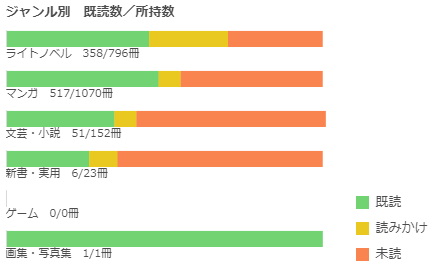 ジャンル別　既読数／所持数
ライトノベル　358/796冊
マンガ　517/1070冊
文芸・小説　51/152冊
新書・実用　6/23冊
ゲーム　0/0冊
画集・写真集　1/1冊
既読
読みかけ
未読